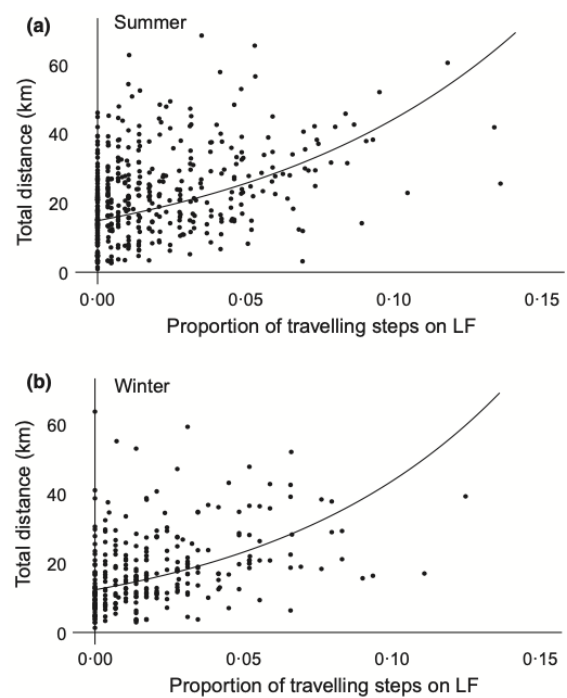 (a) Summer
60
40
20
0
Total distance (km)
0·00 0·05 0·10 0·15
Proportion of travelling steps on LF
(b) Winter
60
40
20
0
Total distance (km)
0·00 0·05 0·10 0·15
Proportion of travelling steps on LF